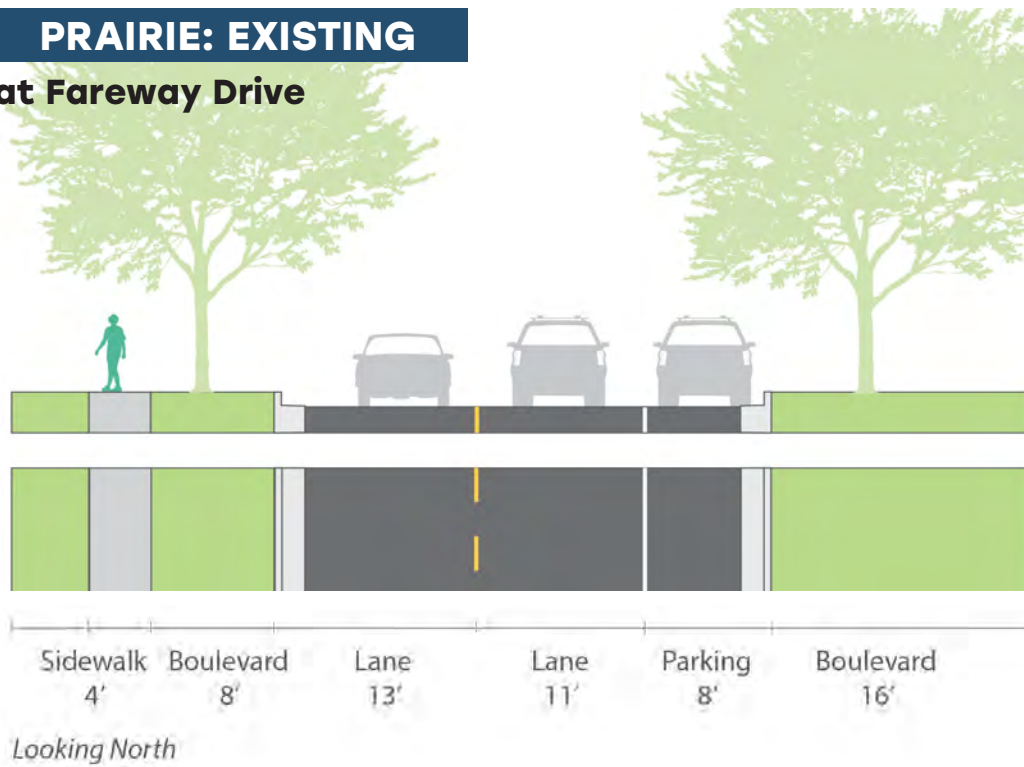 PRAIRIE: EXISTING
at Fareway Drive
Sidewalk Boulevard Lane Lane Parking Boulevard
4’ 8’ 13’ 11’ 8’ 16’
Looking North